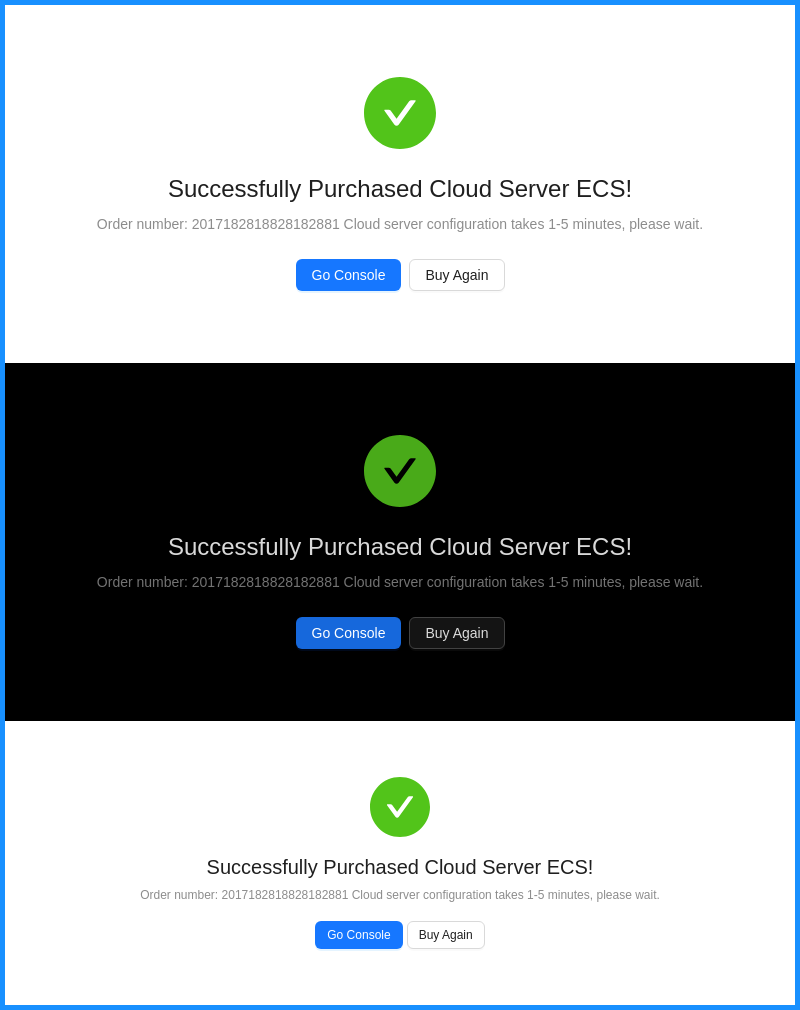 Successfully Purchased Cloud Server ECS!
Order number: 2017182818828182881 Cloud server configuration takes 1-5 minutes, please wait.
Go Console Buy Again
Successfully Purchased Cloud Server ECS!
Order number: 2017182818828182881 Cloud server configuration takes 1-5 minutes, please wait.
Go Console Buy Again
Successfully Purchased Cloud Server ECS!
Order number: 2017182818828182881 Cloud server configuration takes 1-5 minutes, please wait.
Go Console Buy Again